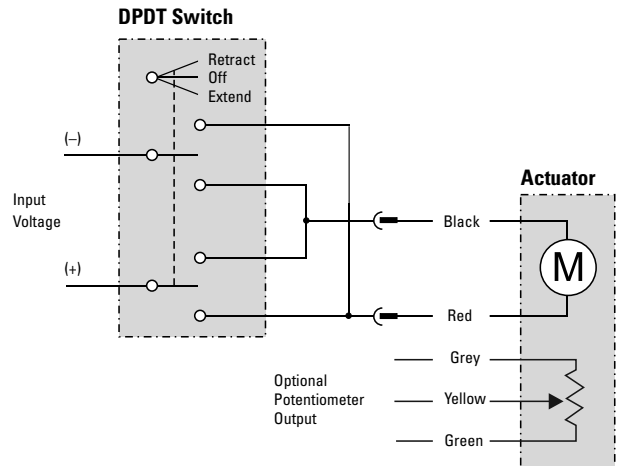 DPDT Switch
Retract
Off
Extend
(–)
Input
Voltage
(+)
Actuator
Black
M
Red
Grey
Optional
Potentiometer
Output
Yellow
Green